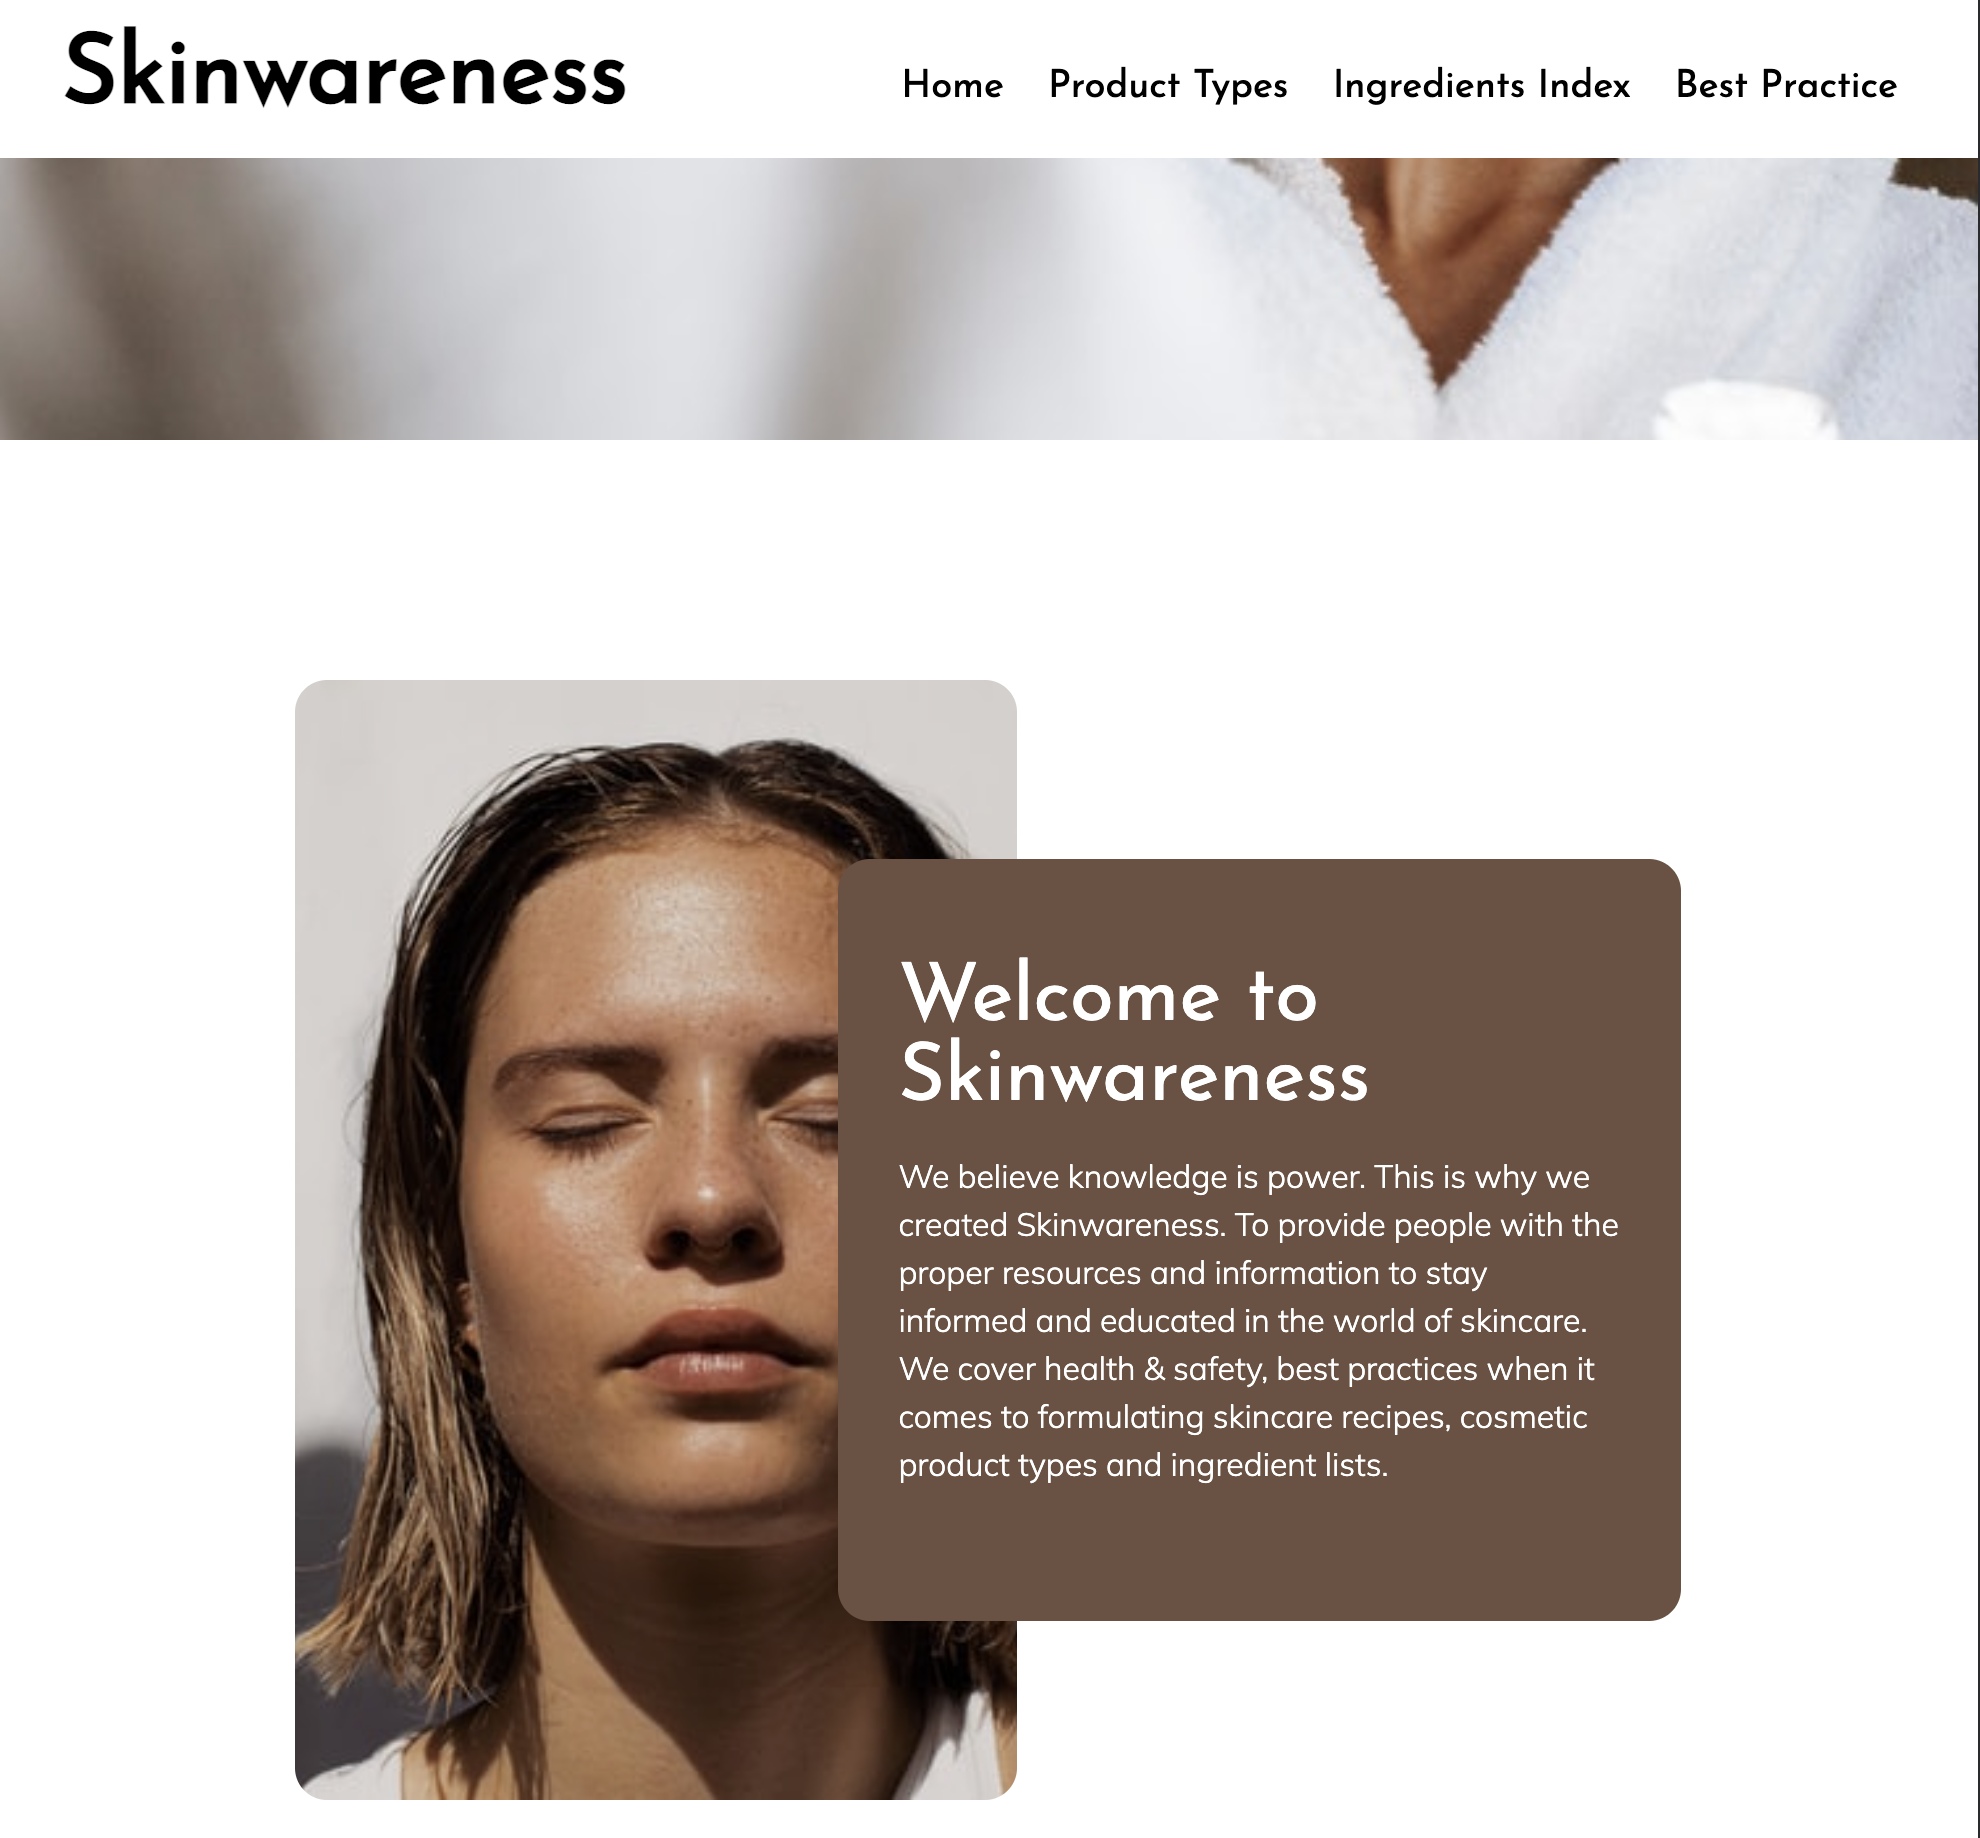 Skinwareness
Home Product Types Ingredients Index Best Practice
Welcome to
Skinwareness
We believe knowledge is power. This is why we
created Skinwareness. To provide people with the
proper resources and information to stay
informed and educated in the world of skincare.
We cover health & safety, best practices when it
comes to formulating skincare recipes, cosmetic
product types and ingredient lists.